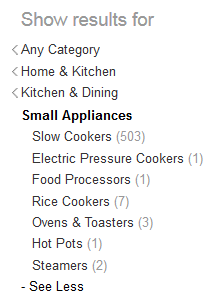 Show results for
< Any Category
< Home & Kitchen
< Kitchen & Dining
Small Appliances
Slow Cookers (503)
Electric Pressure Cookers (1)
Food Processors (1)
Rice Cookers (7)
Ovens & Toasters (3)
Hot Pots (1)
Steamers (2)
- See Less